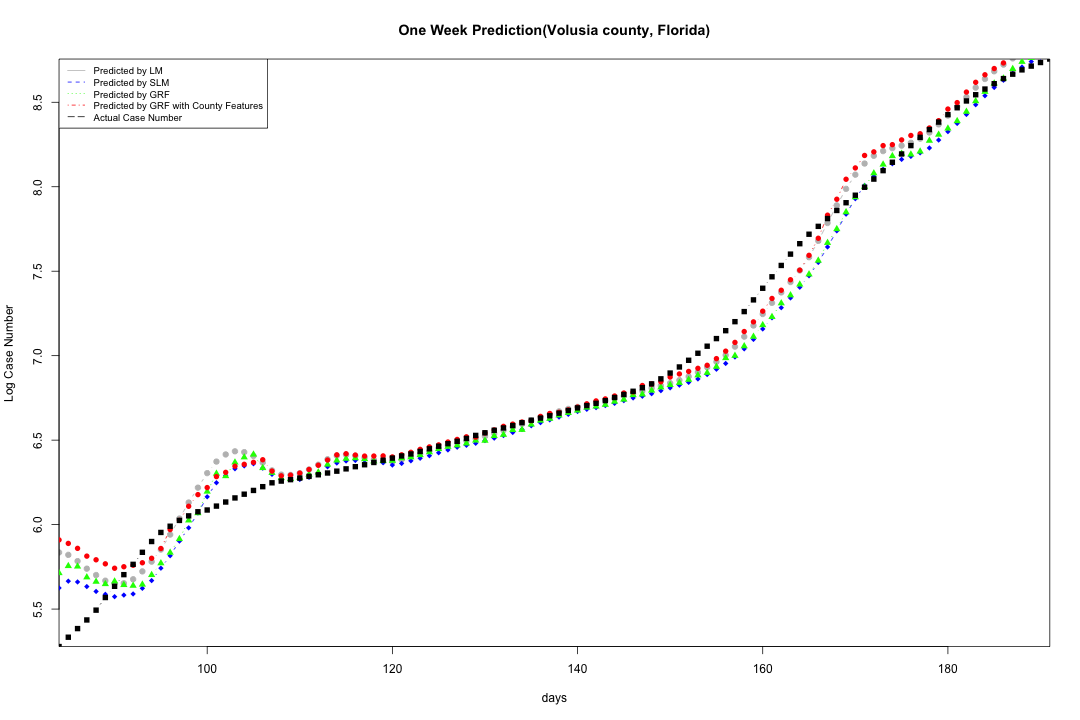 One Week Prediction(Volusia county, Florida)
Predicted by LM
Predicted by SLM
Predicted by GRF
Predicted by GRF with County Features
Actual Case Number
Log Case Number
8.5
8.0
7.5
7.0
6.5
6.0
5.5
100 120 140 160 180
days